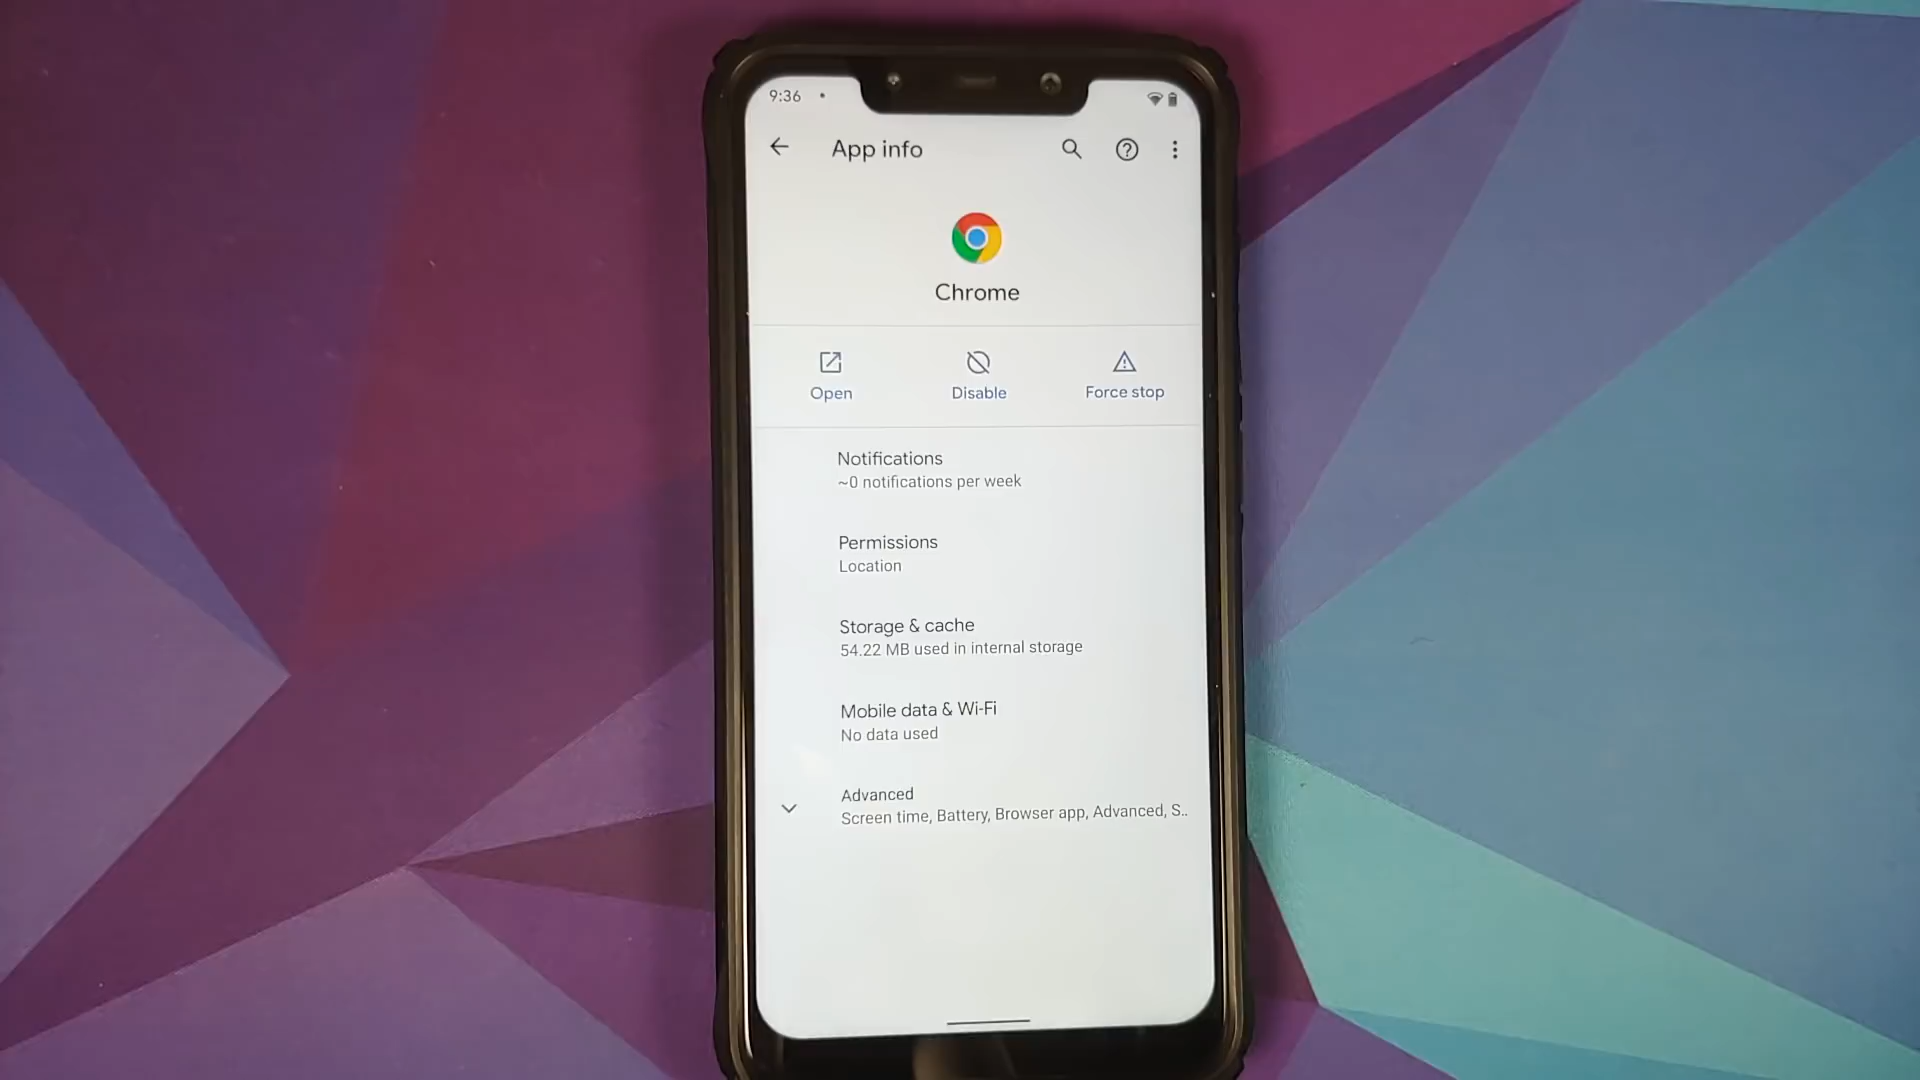 9:36
App info
Chrome
Open
Disable
Force stop
Notifications
~0 notifications per week
Permissions
Location
Storage & cache
54.22 MB used in internal storage
Mobile data & Wi-Fi
No data used
Advanced
Screen time, Battery, Browser app, Advanced, S..